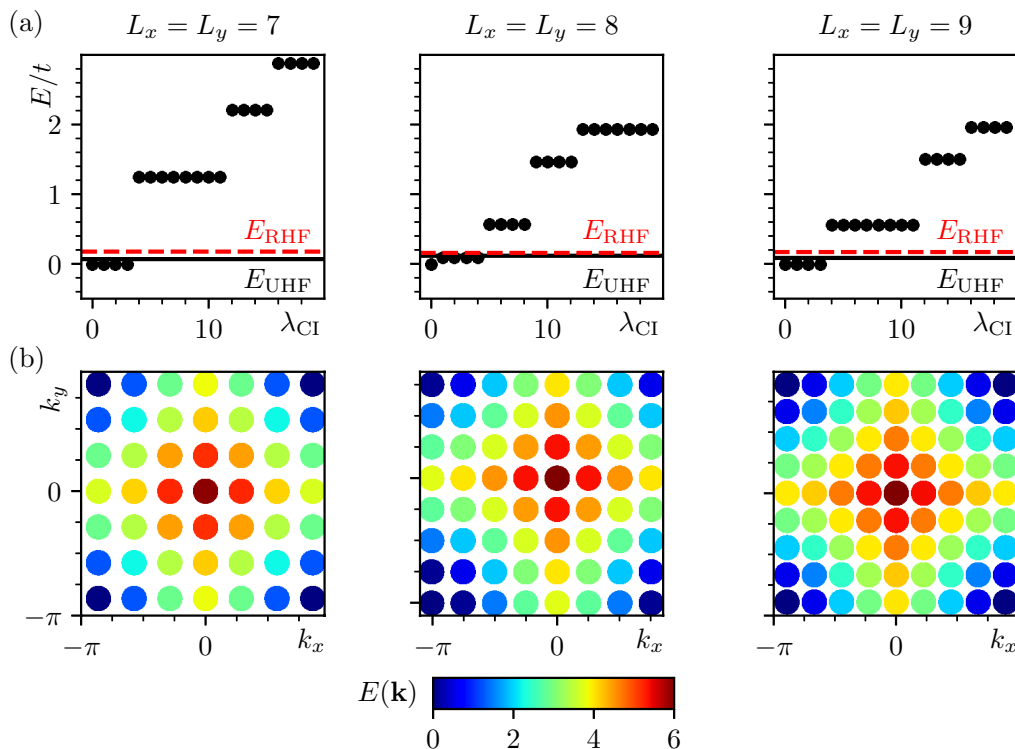 (a)
L_x = L_y = 7
L_x = L_y = 8
L_x = L_y = 9
E/t
2
1
0
E_RHF
E_UHF
E_RHF
E_UHF
E_RHF
E_UHF
0 10 λ_CI
0 10 λ_CI
0 10 λ_CI
(b)
k_y
0
−π
−π 0 k_x
−π 0 k_x
−π 0 k_x
E(k)
0 2 4 6